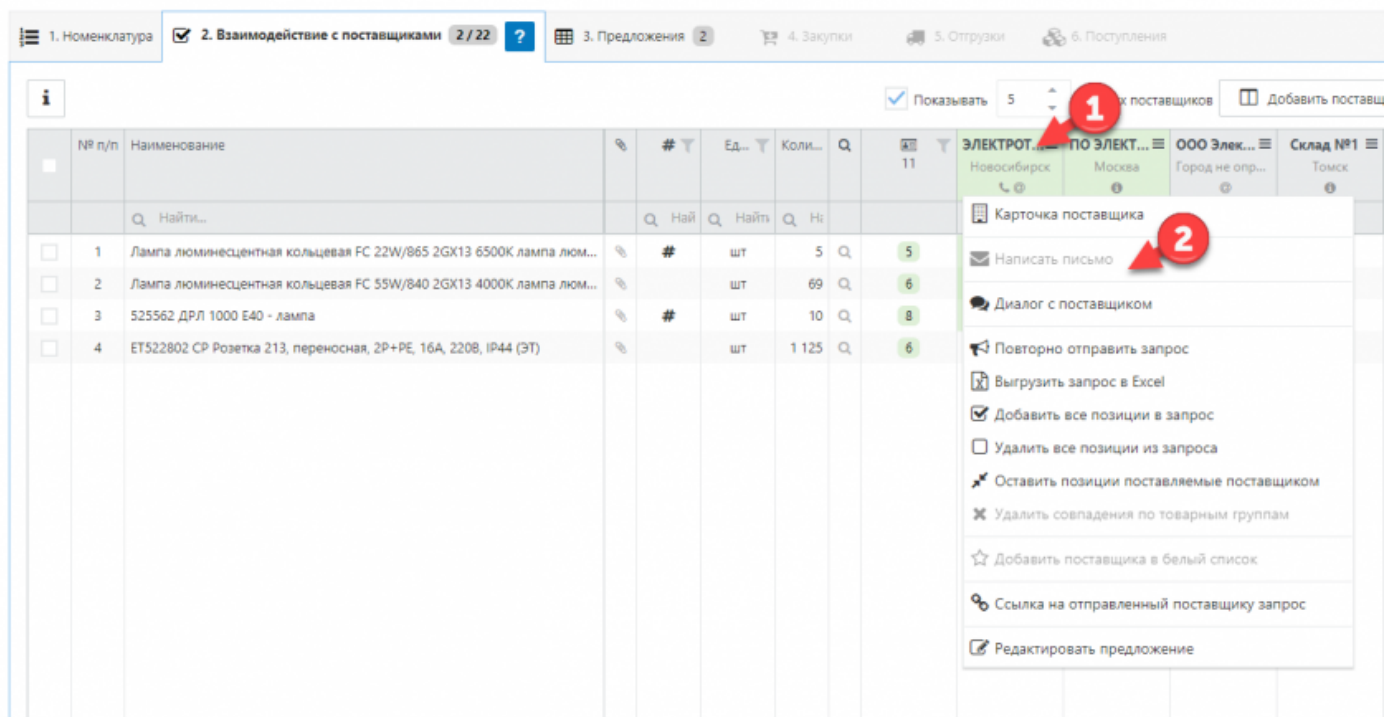 1. Номенклатура 2. Взаимодействие с поставщиками 2 / 22 ? 3. Предложения 2 4. Закупки 5. Отгрузки 6. Поступления
i Показывать 5 х поставщиков Добавить поставщ
1
№ п/п Наименование # Ед... Коли... 11 ЭЛЕКТРОТ... ПО ЭЛЕКТ... ООО Элек... Склад №1
Новосибирск Москва Город не опр... Томск
Найти... Най Найти На
1 Лампа люминесцентная кольцевая FC 22W/865 2GX13 6500K лампа люм... # шт 5 5
2 Лампа люминесцентная кольцевая FC 55W/840 2GX13 4000K лампа люм... шт 69 6
3 525562 ДРЛ 1000 E40 - лампа # шт 10 8
4 ET522802 СР Розетка 213, переносная, 2P+PE, 16А, 220В, IP44 (ЭТ) шт 1 125 6
Карточка поставщика
2
Написать письмо
Диалог с поставщиком
Повторно отправить запрос
Выгрузить запрос в Excel
Добавить все позиции в запрос
Удалить все позиции из запроса
Оставить позиции поставляемые поставщиком
Удалить совпадения по товарным группам
Добавить поставщика в белый список
Ссылка на отправленный поставщику запрос
Редактировать предложение